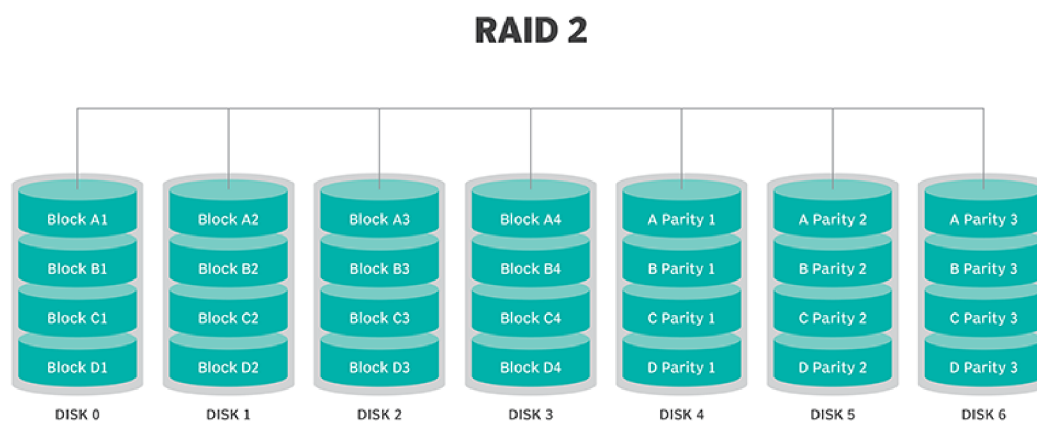 RAID 2
Block A1 Block A2 Block A3 Block A4 A Parity 1 A Parity 2 A Parity 3
Block B1 Block B2 Block B3 Block B4 B Parity 1 B Parity 2 B Parity 3
Block C1 Block C2 Block C3 Block C4 C Parity 1 C Parity 2 C Parity 3
Block D1 Block D2 Block D3 Block D4 D Parity 1 D Parity 2 D Parity 3
DISK 0 DISK 1 DISK 2 DISK 3 DISK 4 DISK 5 DISK 6